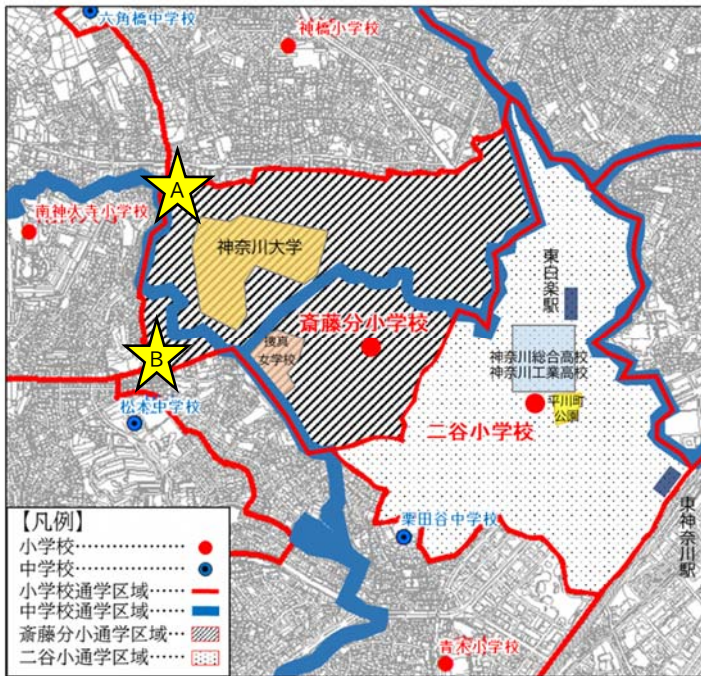 六角橋中学校
神橋小学校
A
南神大寺小学校
神奈川大学
東白楽駅
斎藤分小学校
捜真
女学校
神奈川総合高校
神奈川工業高校
B
平川町
公園
松本中学校
二谷小学校
東神奈川駅
【凡例】
小学校………………
中学校………………
小学校通学区域…
中学校通学区域…
斎藤分小通学区域…
二谷小通学区域……
栗田谷中学校
青木小学校